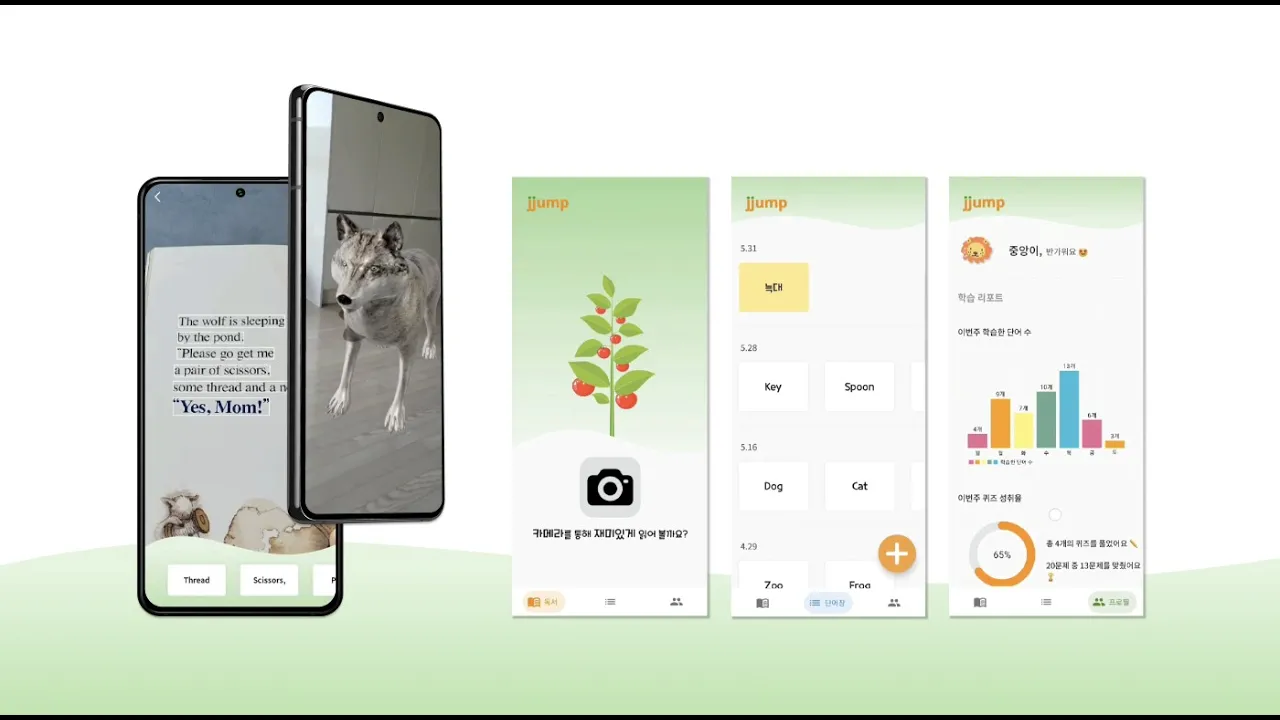 The wolf is sleeping
by the pond.
"Please go get me
a pair of scissors,
some thread and a n
“Yes, Mom!”
Thread
Scissors,
P
jjump
카메라를 통해 재미있게 읽어 볼까요?
독서
jjump
5.31
늑대
5.28
Key
Spoon
5.16
Dog
Cat
4.29
Zoo
Frog
단어장
jjump
중앙이, 반가워요
학습 리포트
이번주 학습한 단어 수
4개
9개
7개
10개
6개
3개
일 월 화 수 목 금 토
학습한 단어 수
이번주 퀴즈 성취율
65%
총 4개의 퀴즈를 풀었어요
20문제 중 13문제를 맞췄어요
프로필